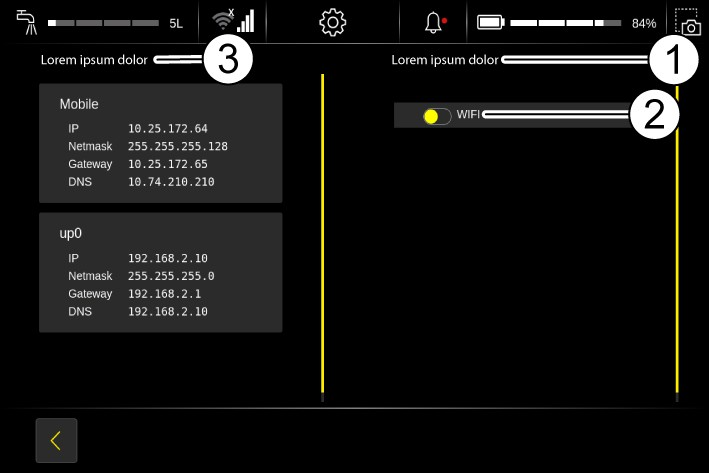 5L
X
84%
Lorem ipsum dolor
3
Lorem ipsum dolor
1
Mobile
IP 10.25.172.64
Netmask 255.255.255.128
Gateway 10.25.172.65
DNS 10.74.210.210
WIFI
2
up0
IP 192.168.2.10
Netmask 255.255.255.0
Gateway 192.168.2.1
DNS 192.168.2.10